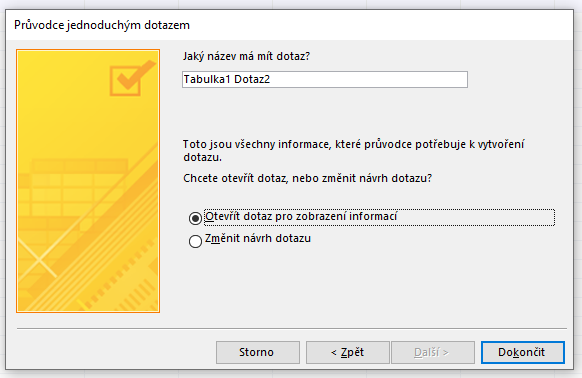 Průvodce jednoduchým dotazem
Jaký název má mít dotaz?
Tabulka1 Dotaz2
Toto jsou všechny informace, které průvodce potřebuje k vytvoření
dotazu.
Chcete otevřít dotaz, nebo změnit návrh dotazu?
Otevřít dotaz pro zobrazení informací
Změnit návrh dotazu
Storno
< Zpět
Další >
Dokončit